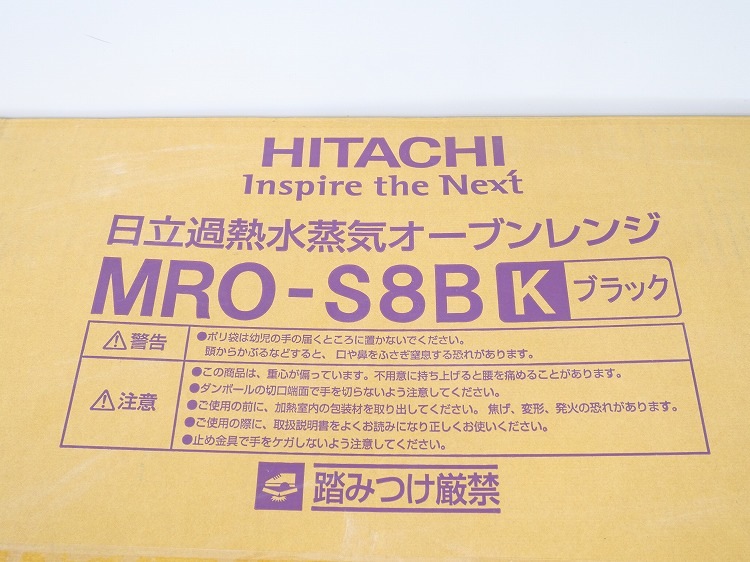 HITACHI
Inspire the Next
日立過熱水蒸気オーブンレンジ
MRO-S8B K ブラック
⚠警告
●ポリ袋は幼児の手の届くところに置かないでください。
頭からかぶるなどすると、口や鼻をふさぎ窒息する恐れがあります。
⚠注意
●この商品は、重心が偏っています。不用意に持ち上げると腰を痛めることがあります。
●ダンボールの切口端面で手を切らないよう注意してください。
●ご使用の前に、加熱室内の包装材を取り出してください。焦げ、変形、発火の恐れがあります。
●ご使用の際に、取扱説明書をよくお読みになり正しくお使いください。
●止め金具で手をケガしないよう注意してください。
踏みつけ厳禁